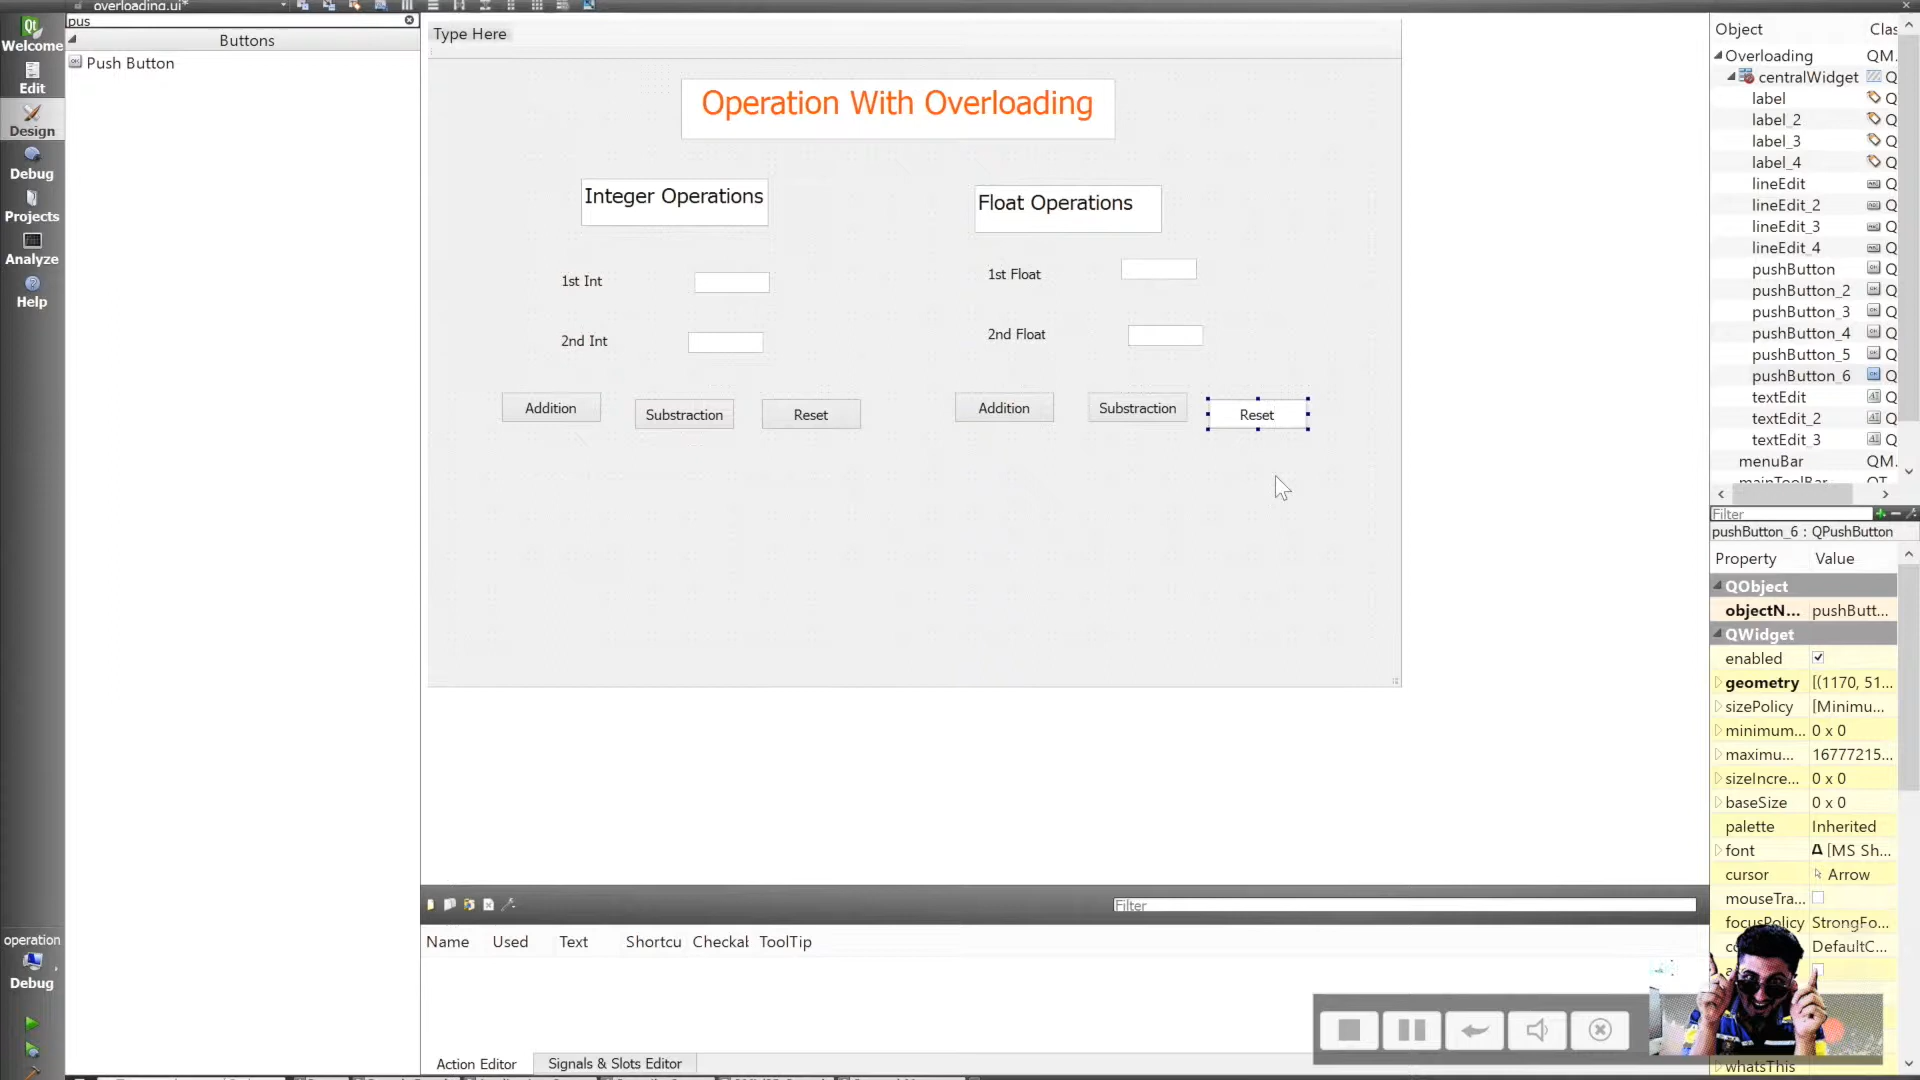 overloading.ui*
pus
Buttons
Push Button
Welcome
Edit
Design
Debug
Projects
Analyze
Help
operation
Debug
Type Here
Operation With Overloading
Integer Operations
Float Operations
1st Int
1st Float
2nd Int
2nd Float
Addition
Substraction
Reset
Addition
Substraction
Reset
Filter
Name Used Text Shortcu Checkal ToolTip
Action Editor Signals & Slots Editor
Object Clas
Overloading QM.
centralWidget Q
label Q
label_2 Q
label_3 Q
label_4 Q
lineEdit Q
lineEdit_2 Q
lineEdit_3 Q
lineEdit_4 Q
pushButton Q
pushButton_2 Q
pushButton_3 Q
pushButton_4 Q
pushButton_5 Q
pushButton_6 Q
textEdit Q
textEdit_2 Q
textEdit_3 Q
menuBar QM.
mainToolBar QT
Filter
pushButton_6 : QPushButton
Property Value
QObject
objectN... pushButt...
QWidget
enabled
geometry [(1170, 51...
sizePolicy [Minimu...
minimum... 0 x 0
maximu... 16777215...
sizeIncre... 0 x 0
baseSize 0 x 0
palette Inherited
font A [MS Sh...
cursor Arrow
mouseTra...
focusPolicy StrongFo...
DefaultC...
whatsThis